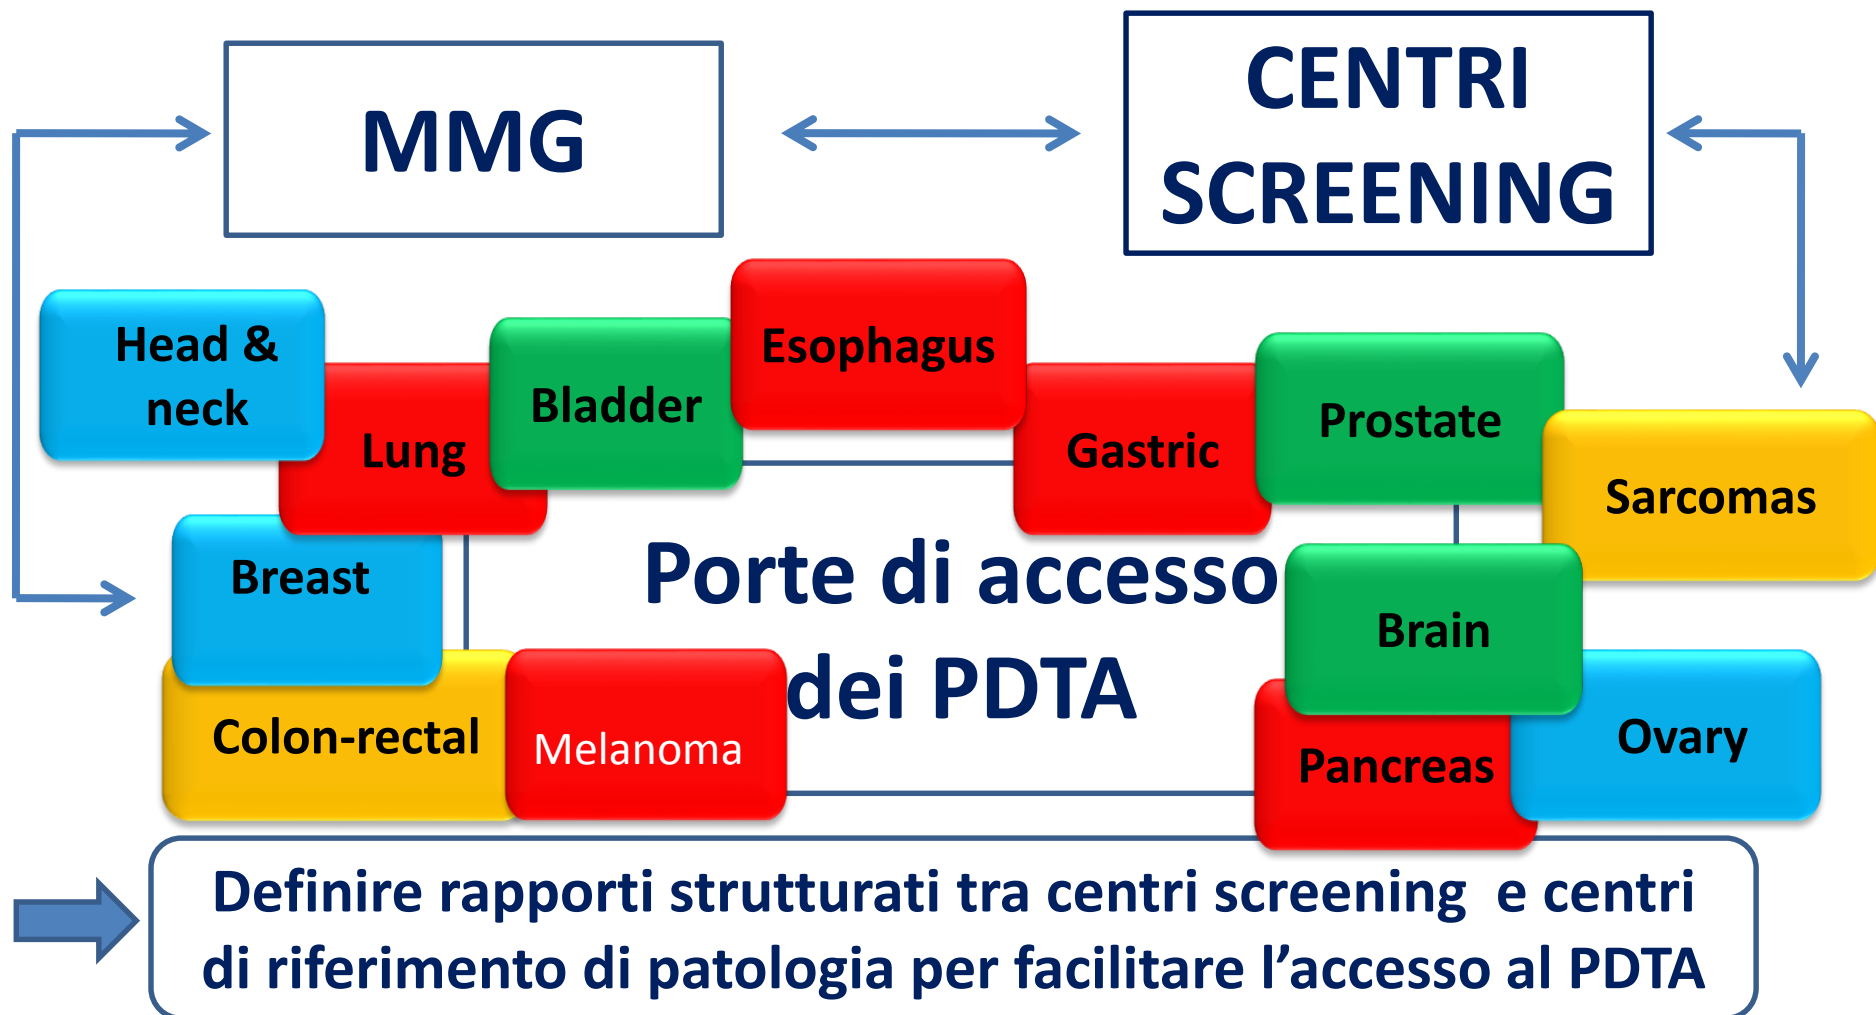 MMG
CENTRI
SCREENING
Head &
neck
Lung
Bladder
Esophagus
Gastric
Prostate
Sarcomas
Breast
Porte di accesso
dei PDTA
Brain
Colon-rectal
Melanoma
Pancreas
Ovary
Definire rapporti strutturati tra centri screening  e centri
di riferimento di patologia per facilitare l’accesso al PDTA